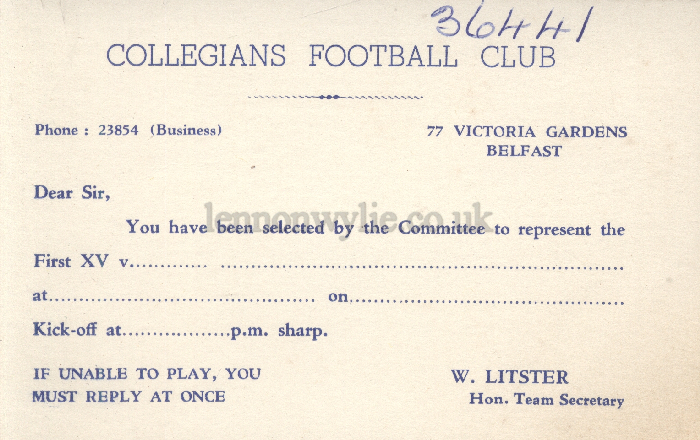 36441
COLLEGIANS FOOTBALL CLUB
Phone : 23854 (Business)
77 VICTORIA GARDENS
BELFAST
Dear Sir,
lennonwylie.co.uk
You have been selected by the Committee to represent the
First XV v............. ..................................................................
at........................................... on.............................................
Kick-off at..................p.m. sharp.
IF UNABLE TO PLAY, YOU
MUST REPLY AT ONCE
W. LITSTER
Hon. Team Secretary